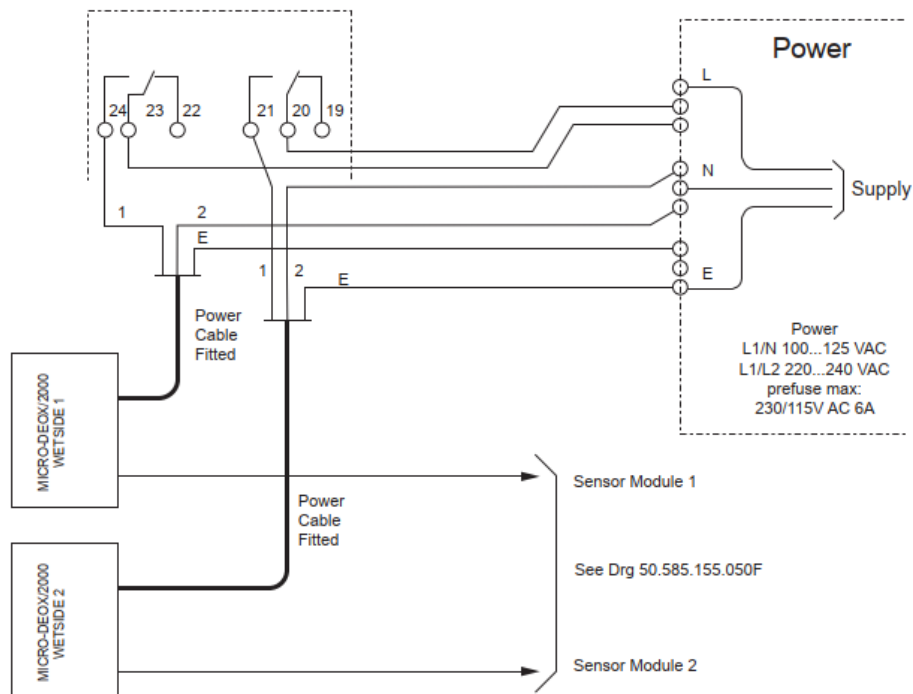 Power
L
24
23
22
21
20
19
N
Supply
1
2
E
1
2
E
E
Power
Cable
Fitted
Power
L1/N 100...125 VAC
L1/L2 220...240 VAC
prefuse max:
230/115V AC 6A
MICRO-DEOX/2000
WETSIDE 1
Sensor Module 1
Power
Cable
Fitted
See Drg 50.585.155.050F
MICRO-DEOX/2000
WETSIDE 2
Sensor Module 2